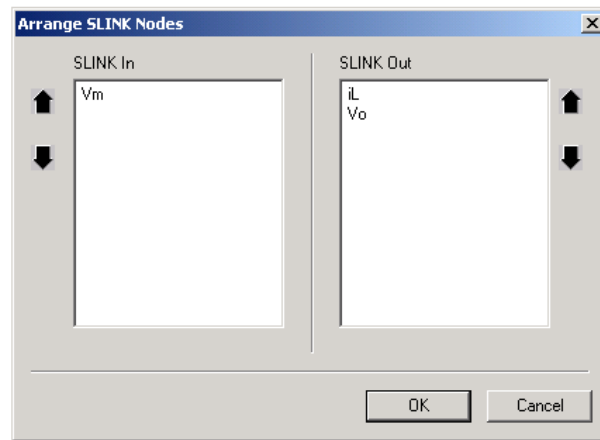 Arrange SLINK Nodes
SLINK In
SLINK Out
Vm
iL
Vo
OK
Cancel